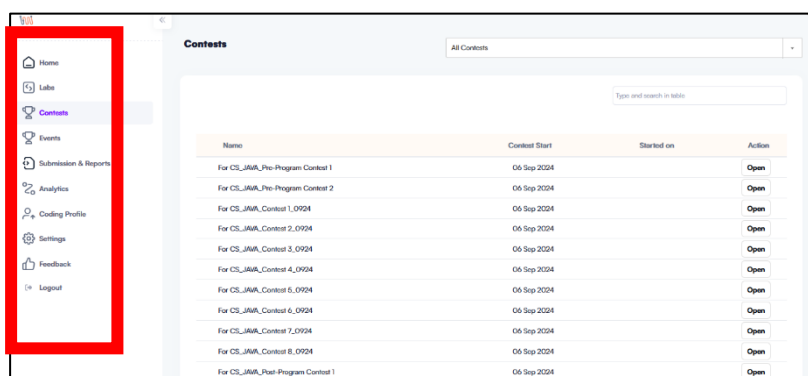 Contests
All Contests
Home
Labs
Contests
Events
Submission & Reports
Analytics
Coding Profile
Settings
Feedback
Logout
Type and search in table
Name Contest Start Started on Action
For CS_JAVA_Pre-Program Contest 1 06 Sep 2024 Open
For CS_JAVA_Pre-Program Contest 2 06 Sep 2024 Open
For CS_JAVA_Contest 1_0924 06 Sep 2024 Open
For CS_JAVA_Contest 2_0924 06 Sep 2024 Open
For CS_JAVA_Contest 3_0924 06 Sep 2024 Open
For CS_JAVA_Contest 4_0924 06 Sep 2024 Open
For CS_JAVA_Contest 5_0924 06 Sep 2024 Open
For CS_JAVA_Contest 6_0924 06 Sep 2024 Open
For CS_JAVA_Contest 7_0924 06 Sep 2024 Open
For CS_JAVA_Contest 8_0924 06 Sep 2024 Open
For CS_JAVA_Post-Program Contest 1 06 Sep 2024 Open